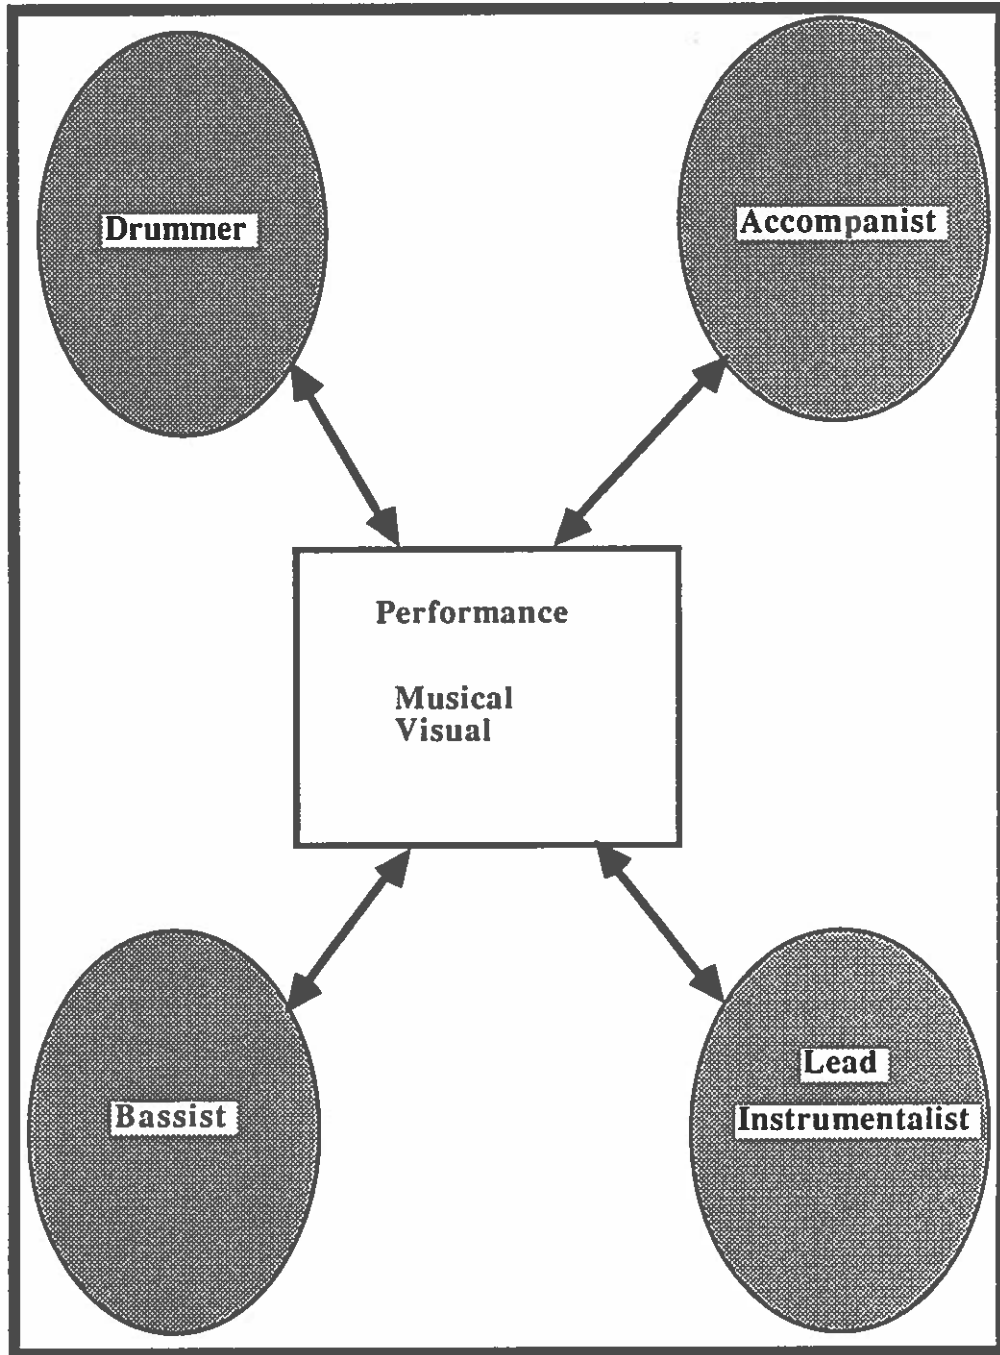 Drummer
Accompanist
Performance
Musical
Visual
Bassist
Lead
Instrumentalist